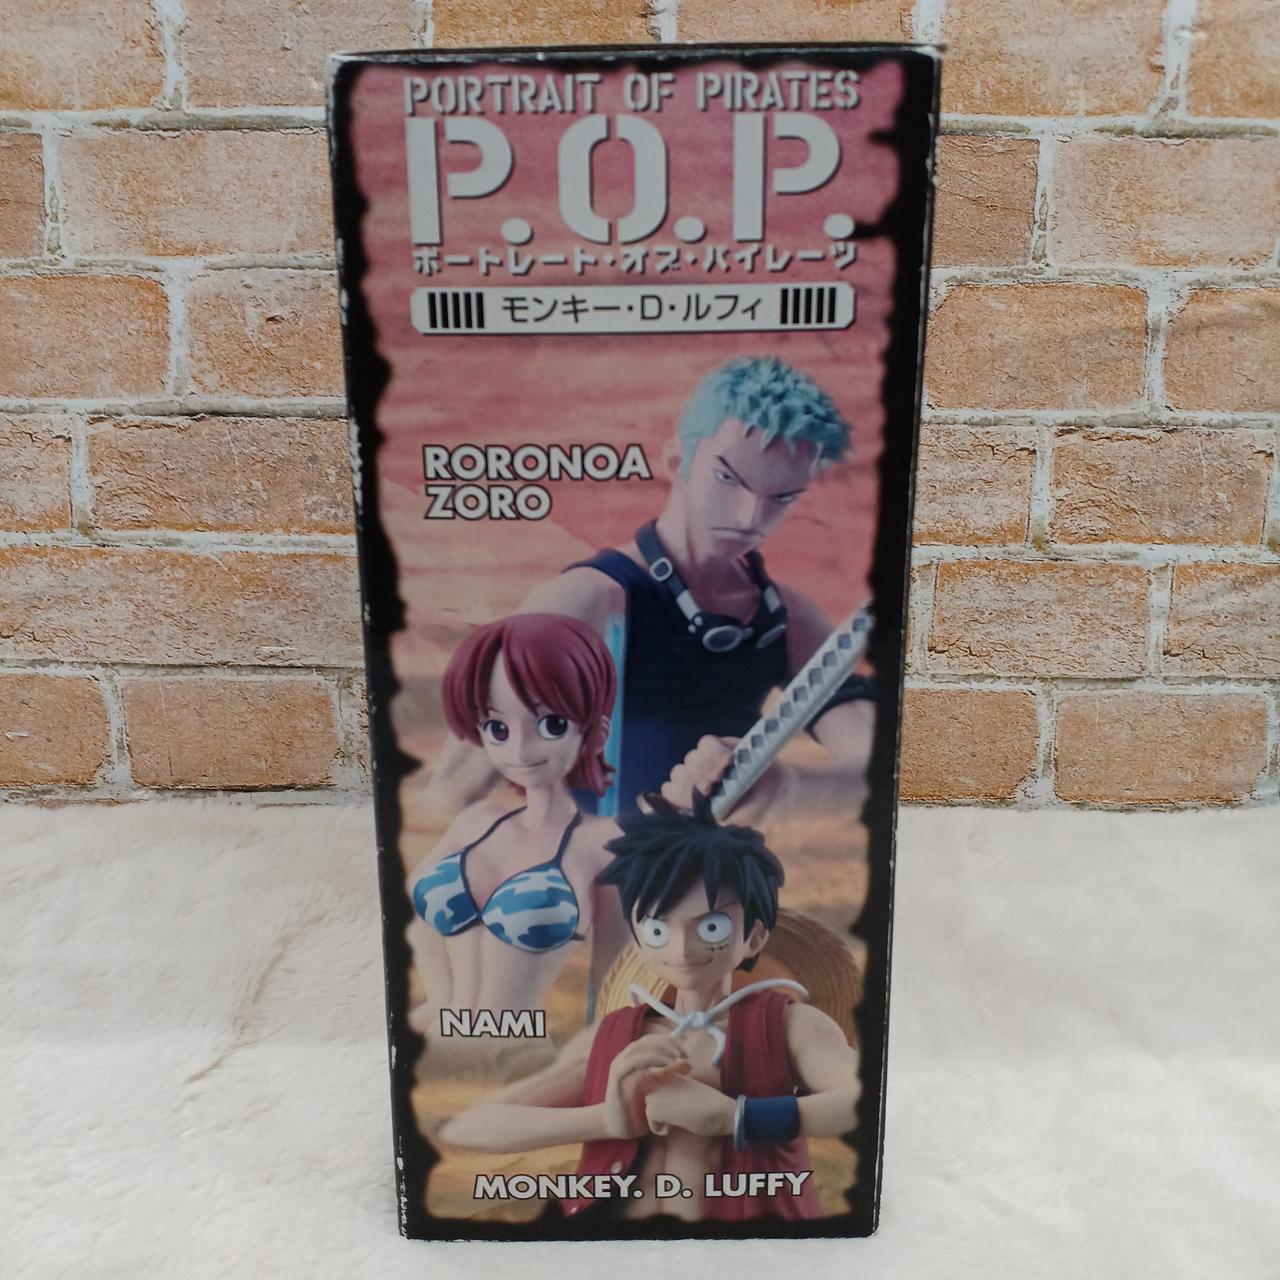 PORTRAIT OF PIRATES
P.O.P.
ポートレート・オブ・パイレーツ
モンキー・D・ルフィ
RORONOA
ZORO
NAMI
MONKEY. D. LUFFY